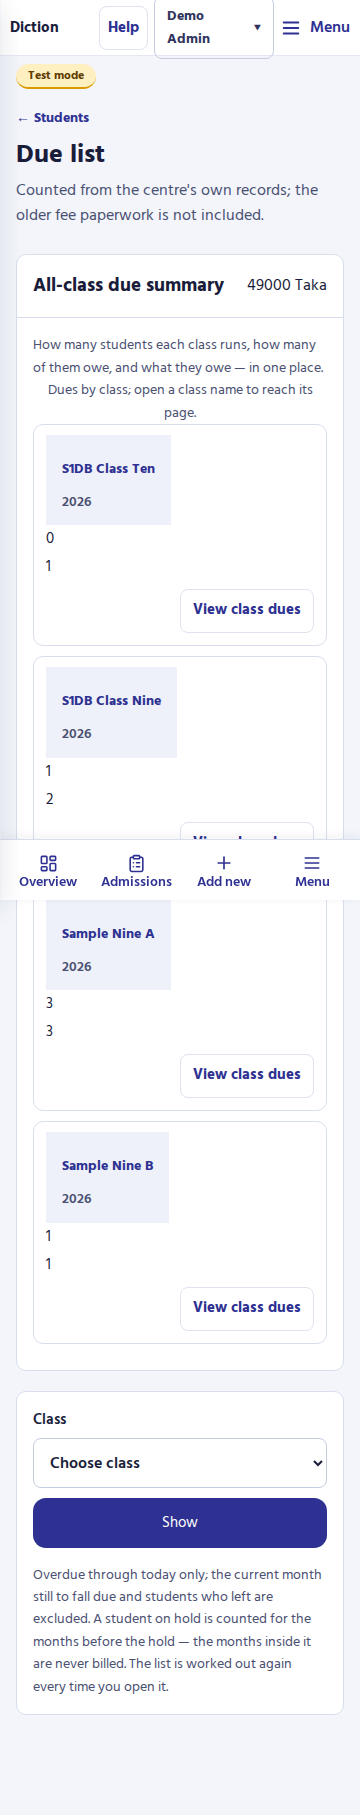 Diction
Help
Demo Admin
Menu
Test mode
← Students
Due list
Counted from the centre's own records; the
older fee paperwork is not included.
All-class due summary
49000 Taka
How many students each class runs, how many
of them owe, and what they owe — in one place.
Dues by class; open a class name to reach its
page.
S1DB Class Ten
2026
0
1
View class dues
S1DB Class Nine
2026
1
2
Overview
Admissions
Add new
Menu
Sample Nine A
2026
3
3
View class dues
Sample Nine B
2026
1
1
View class dues
Class
Choose class
Show
Overdue through today only; the current month
still to fall due and students who left are
excluded. A student on hold is counted for the
months before the hold — the months inside it
are never billed. The list is worked out again
every time you open it.